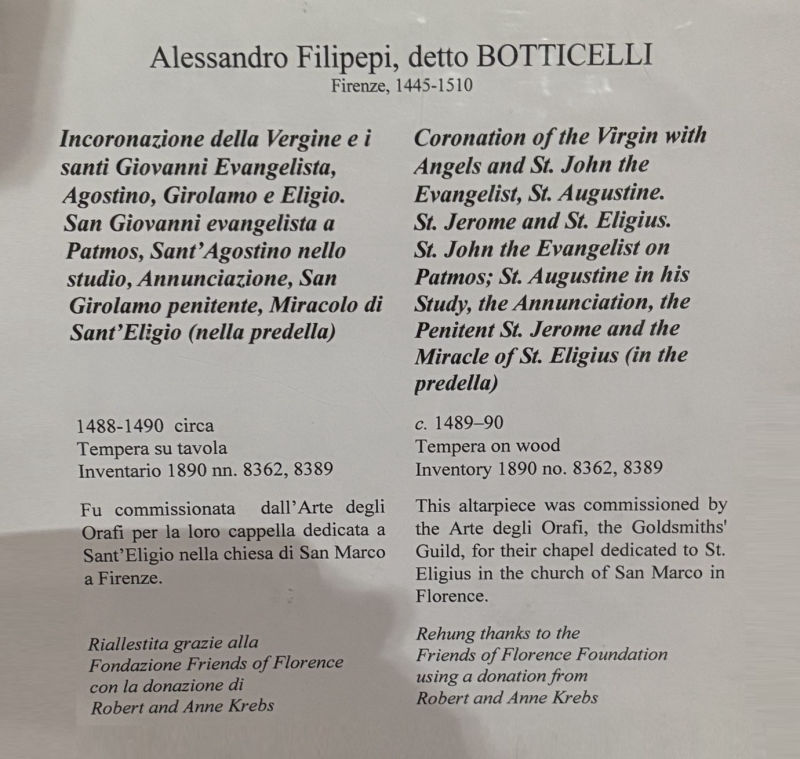 Alessandro Filipepi, detto BOTTICELLI
Firenze, 1445-1510
Incoronazione della Vergine e i
santi Giovanni Evangelista,
Agostino, Girolamo e Eligio.
San Giovanni evangelista a
Patmos, Sant'Agostino nello
studio, Annunciazione, San
Girolamo penitente, Miracolo di
Sant'Eligio (nella predella)
1488-1490 circa
Tempera su tavola
Inventario 1890 nn. 8362, 8389
Fu commissionata dall'Arte degli
Orafi per la loro cappella dedicata a
Sant'Eligio nella chiesa di San Marco
a Firenze.
Riallestita grazie alla
Fondazione Friends of Florence
con la donazione di
Robert and Anne Krebs
Coronation of the Virgin with
Angels and St. John the
Evangelist, St. Augustine.
St. Jerome and St. Eligius.
St. John the Evangelist on
Patmos; St. Augustine in his
Study, the Annunciation, the
Penitent St. Jerome and the
Miracle of St. Eligius (in the
predella)
c. 1489–90
Tempera on wood
Inventory 1890 no. 8362, 8389
This altarpiece was commissioned by
the Arte degli Orafi, the Goldsmiths'
Guild, for their chapel dedicated to St.
Eligius in the church of San Marco in
Florence.
Rehung thanks to the
Friends of Florence Foundation
using a donation from
Robert and Anne Krebs